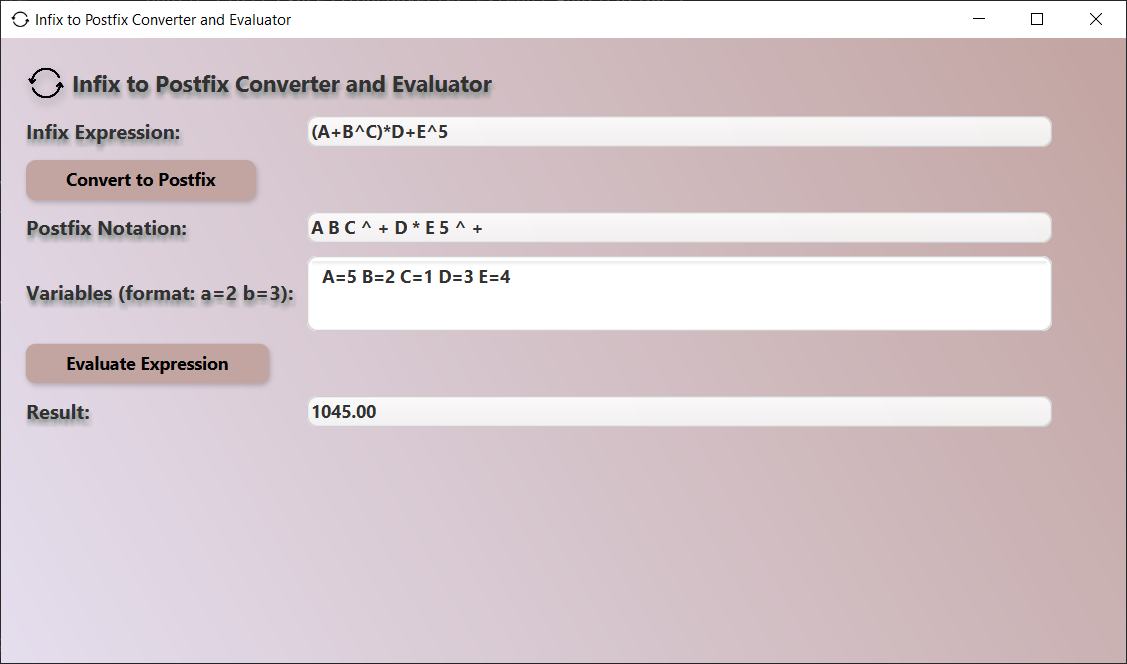 Infix to Postfix Converter and Evaluator
Infix to Postfix Converter and Evaluator
Infix Expression: (A+B^C)*D+E^5
Convert to Postfix
Postfix Notation: A B C ^ + D * E 5 ^ +
Variables (format: a=2 b=3): A=5 B=2 C=1 D=3 E=4
Evaluate Expression
Result: 1045.00